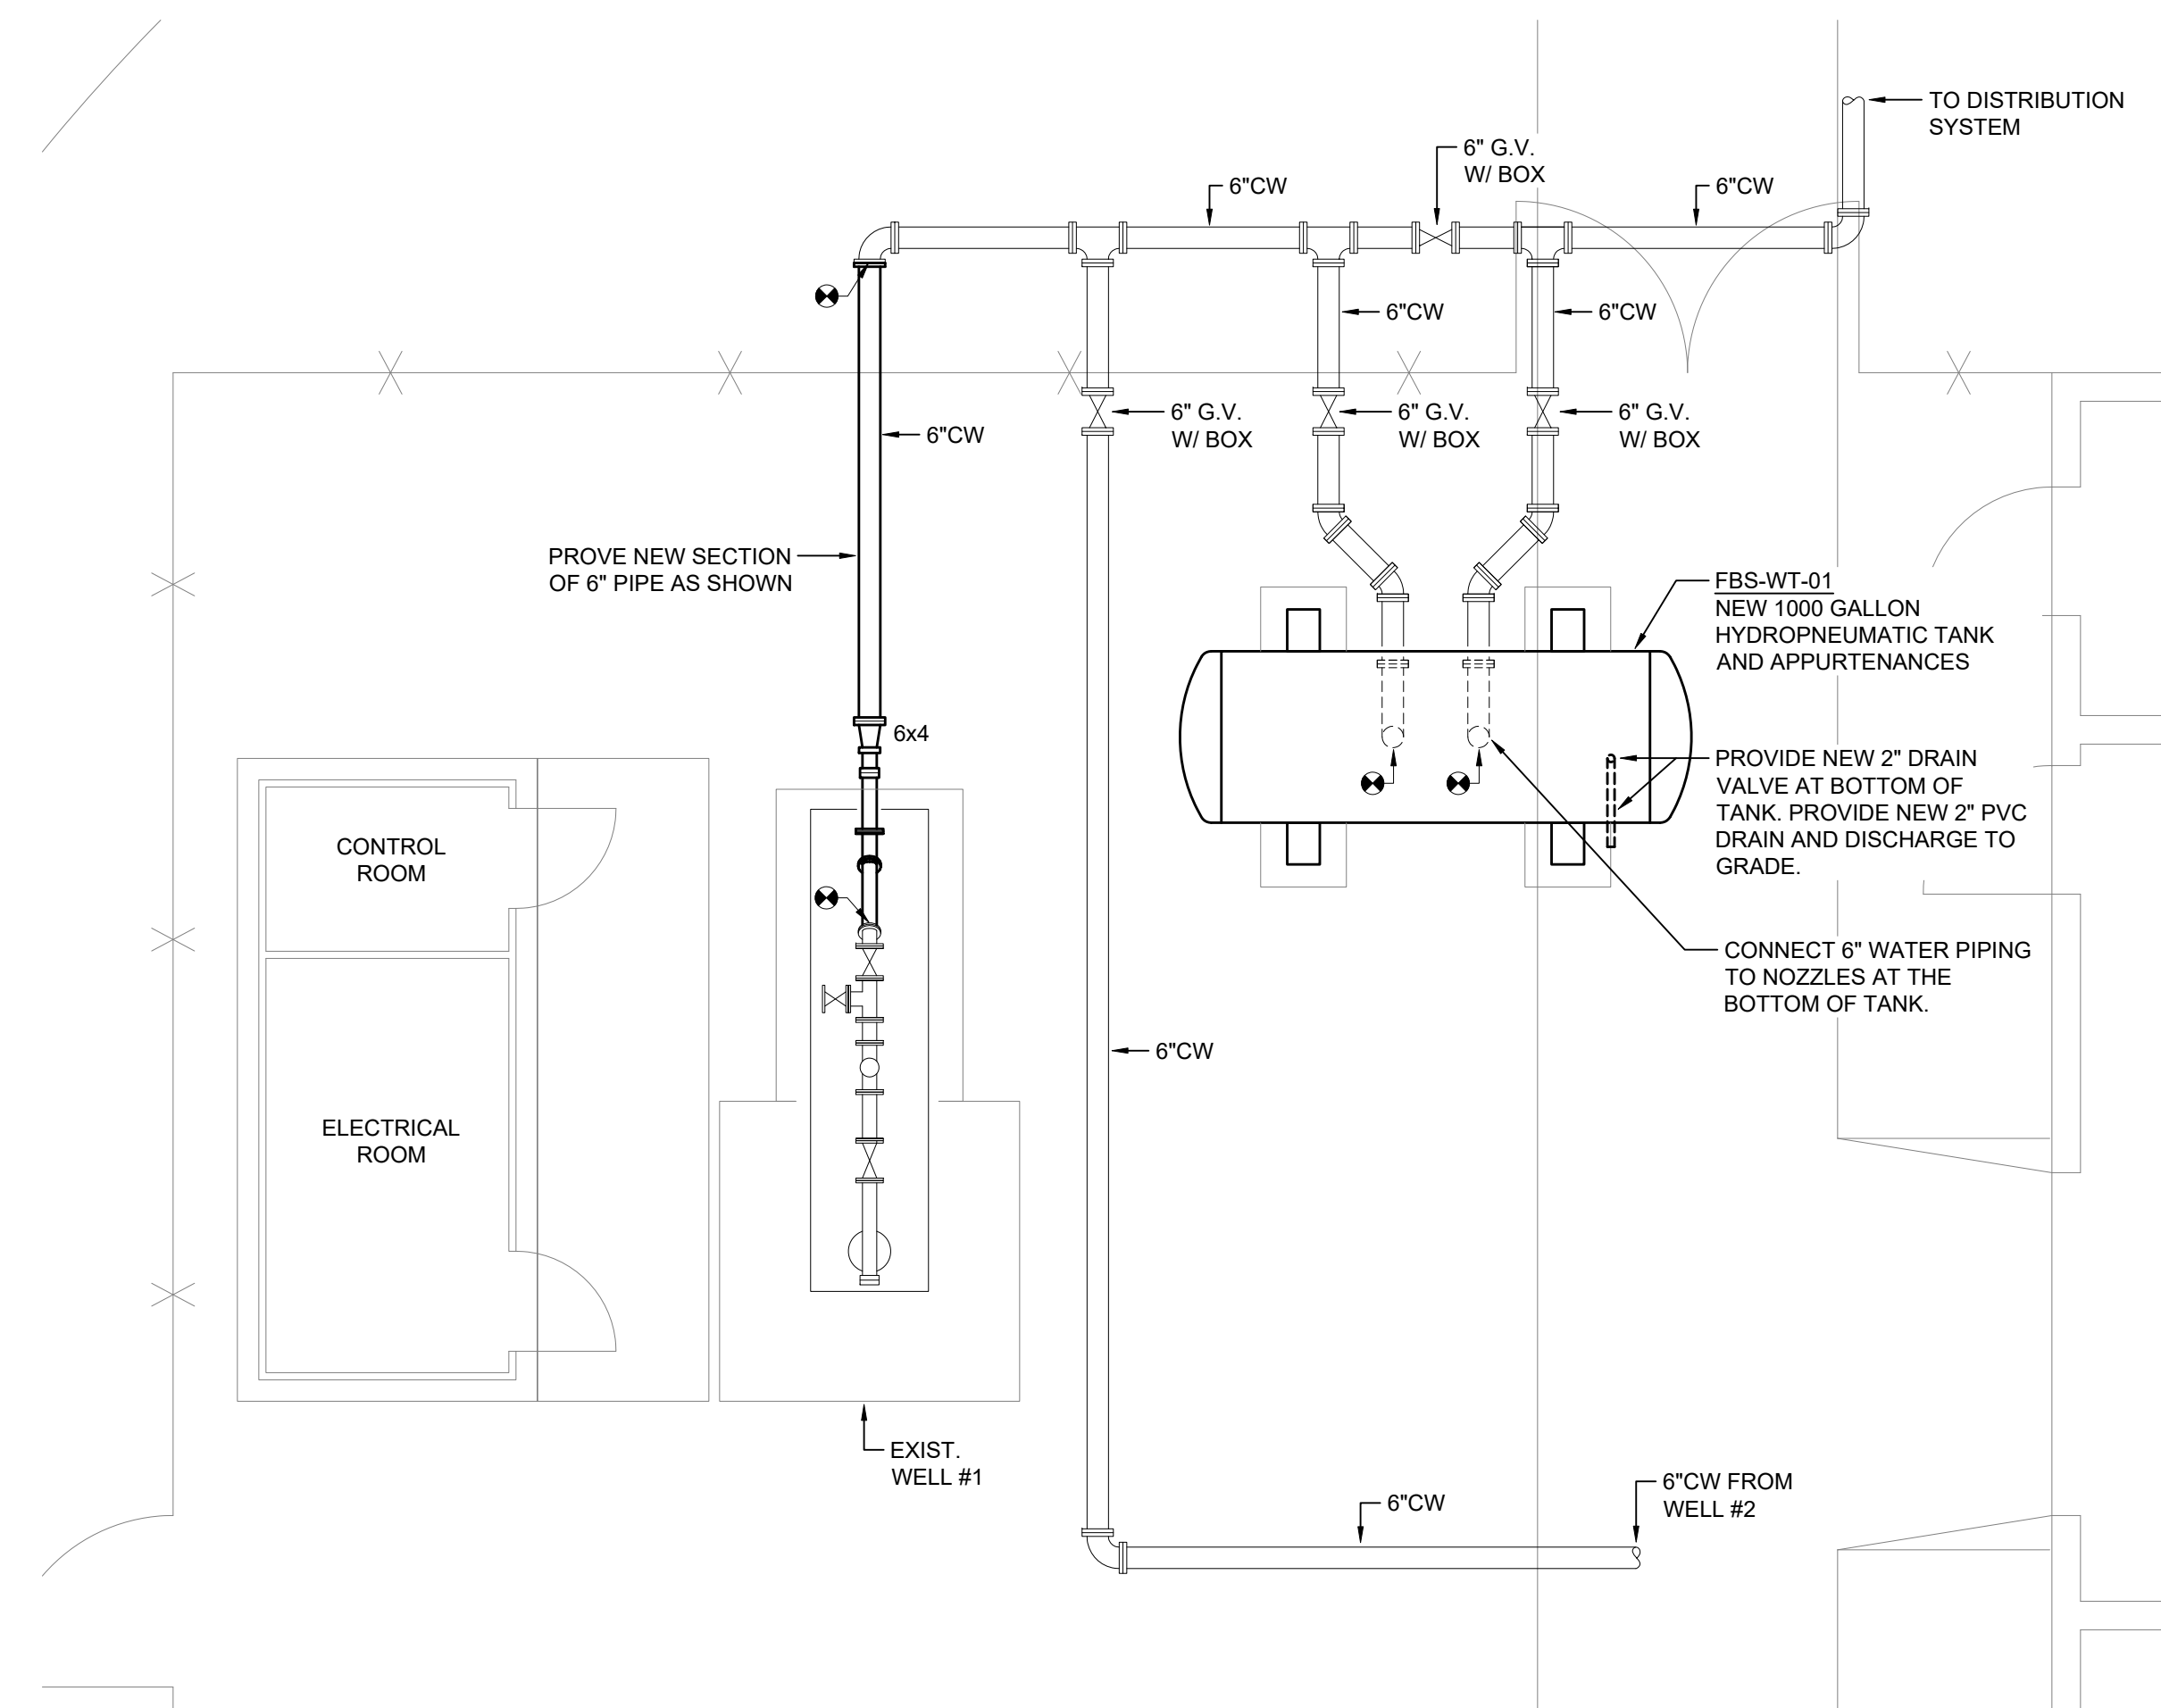 TO DISTRIBUTION
SYSTEM
6" G.V.
W/ BOX
6"CW
6"CW
6"CW
6"CW
6" G.V.
W/ BOX
6" G.V.
W/ BOX
6" G.V.
W/ BOX
6"CW
PROVE NEW SECTION
OF 6" PIPE AS SHOWN
FBS-WT-01
NEW 1000 GALLON
HYDROPNEUMATIC TANK
AND APPURTENANCES
6x4
PROVIDE NEW 2" DRAIN
VALVE AT BOTTOM OF
TANK. PROVIDE NEW 2" PVC
DRAIN AND DISCHARGE TO
GRADE.
CONTROL
ROOM
CONNECT 6" WATER PIPING
TO NOZZLES AT THE
BOTTOM OF TANK.
6"CW
ELECTRICAL
ROOM
EXIST.
WELL #1
6"CW
6"CW FROM
WELL #2